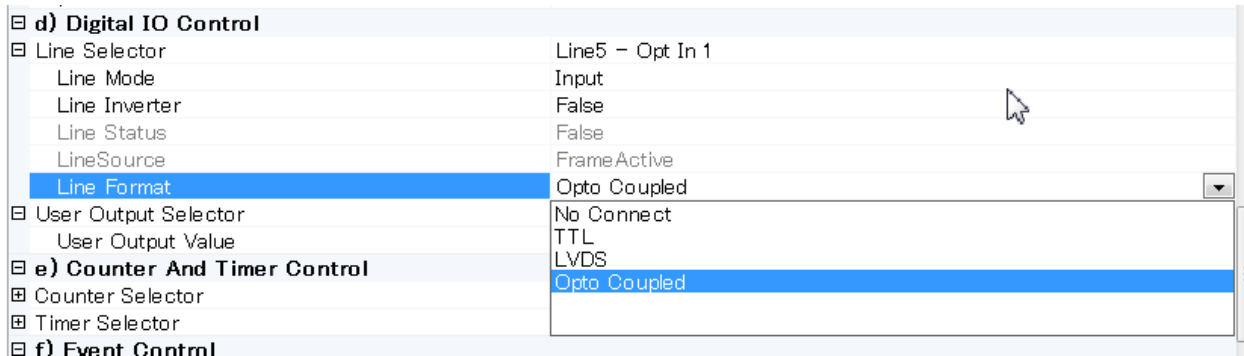 d) Digital IO Control
Line Selector Line5 - Opt In 1
Line Mode Input
Line Inverter False
Line Status False
LineSource FrameActive
Line Format Opto Coupled
User Output Selector No Connect
User Output Value TTL
LVDS
e) Counter And Timer Control
Opto Coupled
Counter Selector
Timer Selector
f) Event Control